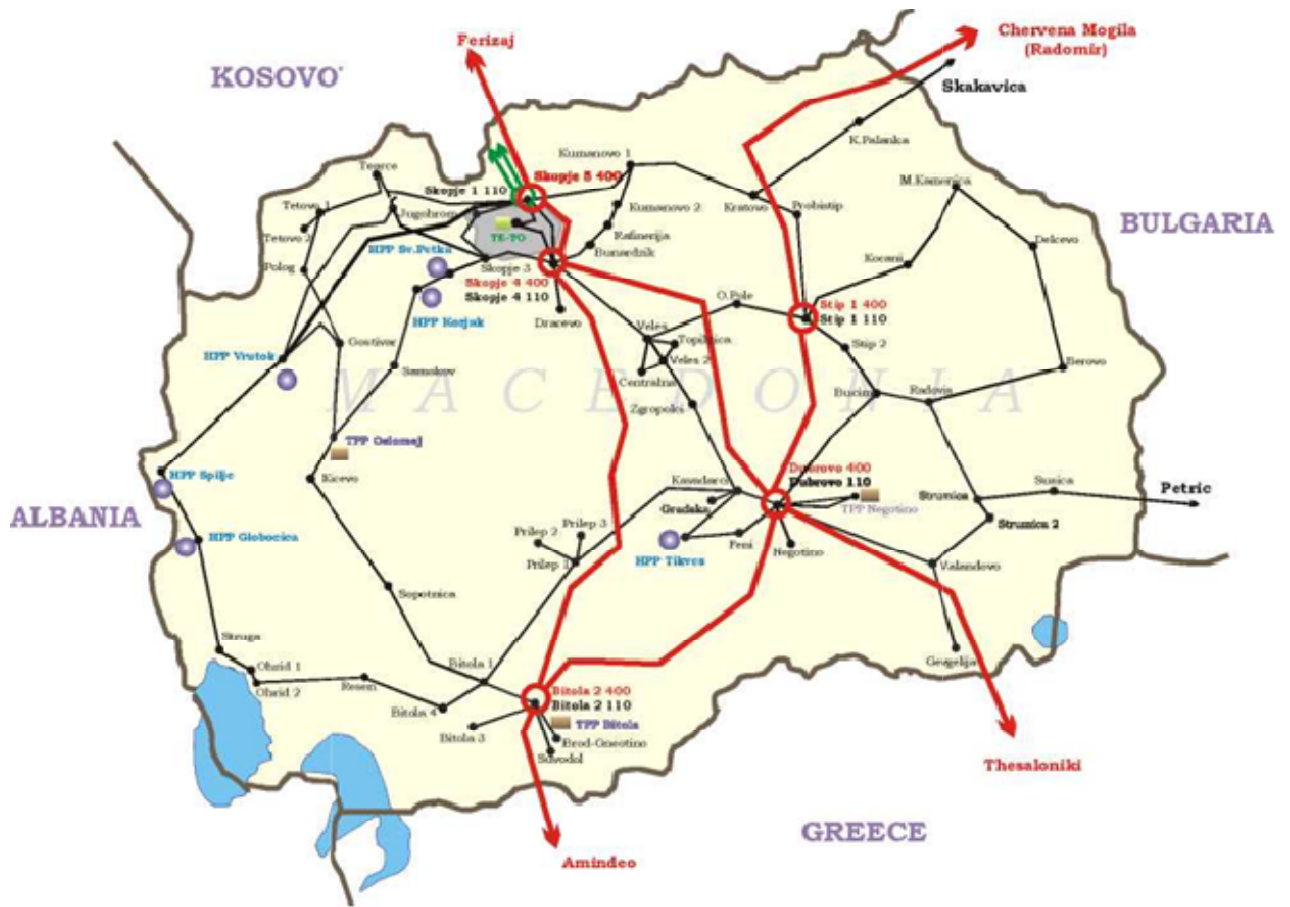 Ferizaj
Chervena Mogila
(Radomir)
KOSOVO
Skakawica
K.Palanka
Kumanovo 1
Tearce
Skopje 5 400
Skopje 1 110
M.Kamenica
Kratowo
Probistip
Tetovo 1
Jugohrom
Kumanovo 2
BULGARIA
Tetovo 2
TE-TO
Rafinerija
HPP Sv.Petka
Bunardzik
Delcevo
Polog
Skopje 3
Kocani
Skopje 4 400
Skopje 4 110
O.Pole
Stip 1 400
Stip 1 110
HPP Kozjak
Dracevo
Veles
Topilnica
Gostivar
Stip 2
HPP Vrutok
Veles 2
Samokov
Berowo
Centralna
MACEDONIA
Bucim
Radovis
Zgropolci
TPP Oslomej
HPP Spilje
Dubrovo 400
Dubrovo 110
Kicevo
Kavadarci
Susica
Petric
Strumica
Gradska
TPP Negotino
ALBANIA
Prilep 3
Strumica 2
Prilep 2
HPP Globocica
Feni
Negotino
Prilep 1
HPP Tikves
Valandovo
Sopotnica
Struga
Gevgelija
Ohrid 1
Bitola 1
Ohrid 2
Resen
Bitola 2 400
Bitola 2 110
Bitola 4
TPP Bitola
Bitola 3
Brod-Gneotino
Suvodol
Thesaloniki
GREECE
Amindeo